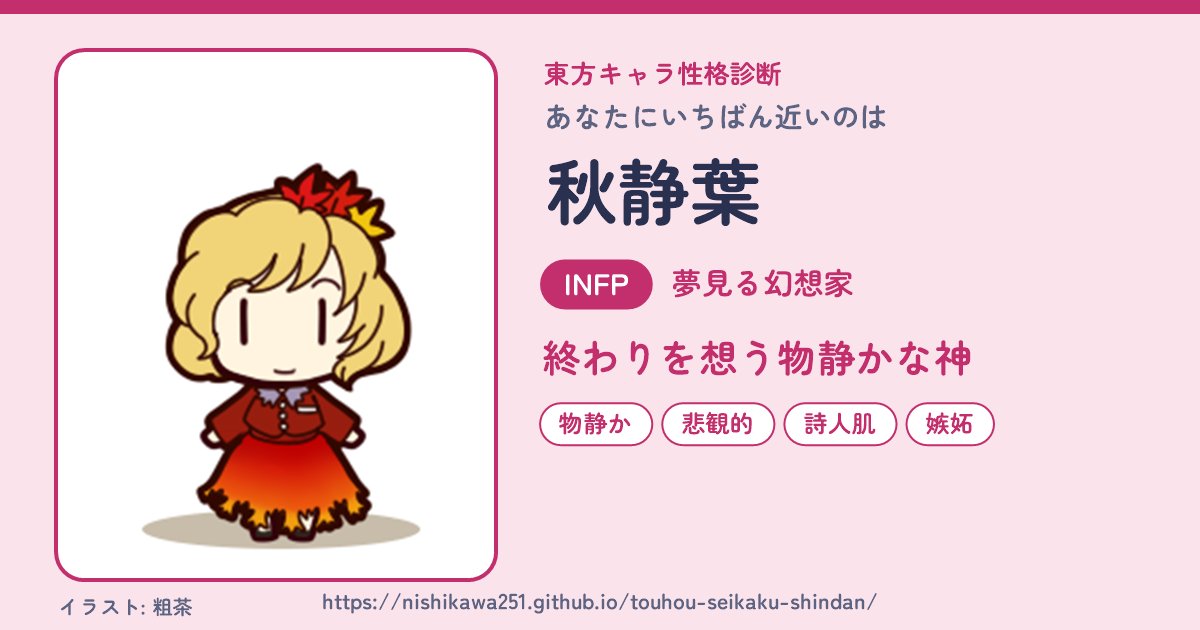 東方キャラ性格診断
あなたにいちばん近いのは
秋静葉
INFP 夢見る幻想家
終わりを想う物静かな神
物静か 悲観的 詩人肌 嫉妬
イラスト: 粗茶
https://nishikawa251.github.io/touhou-seikaku-shindan/